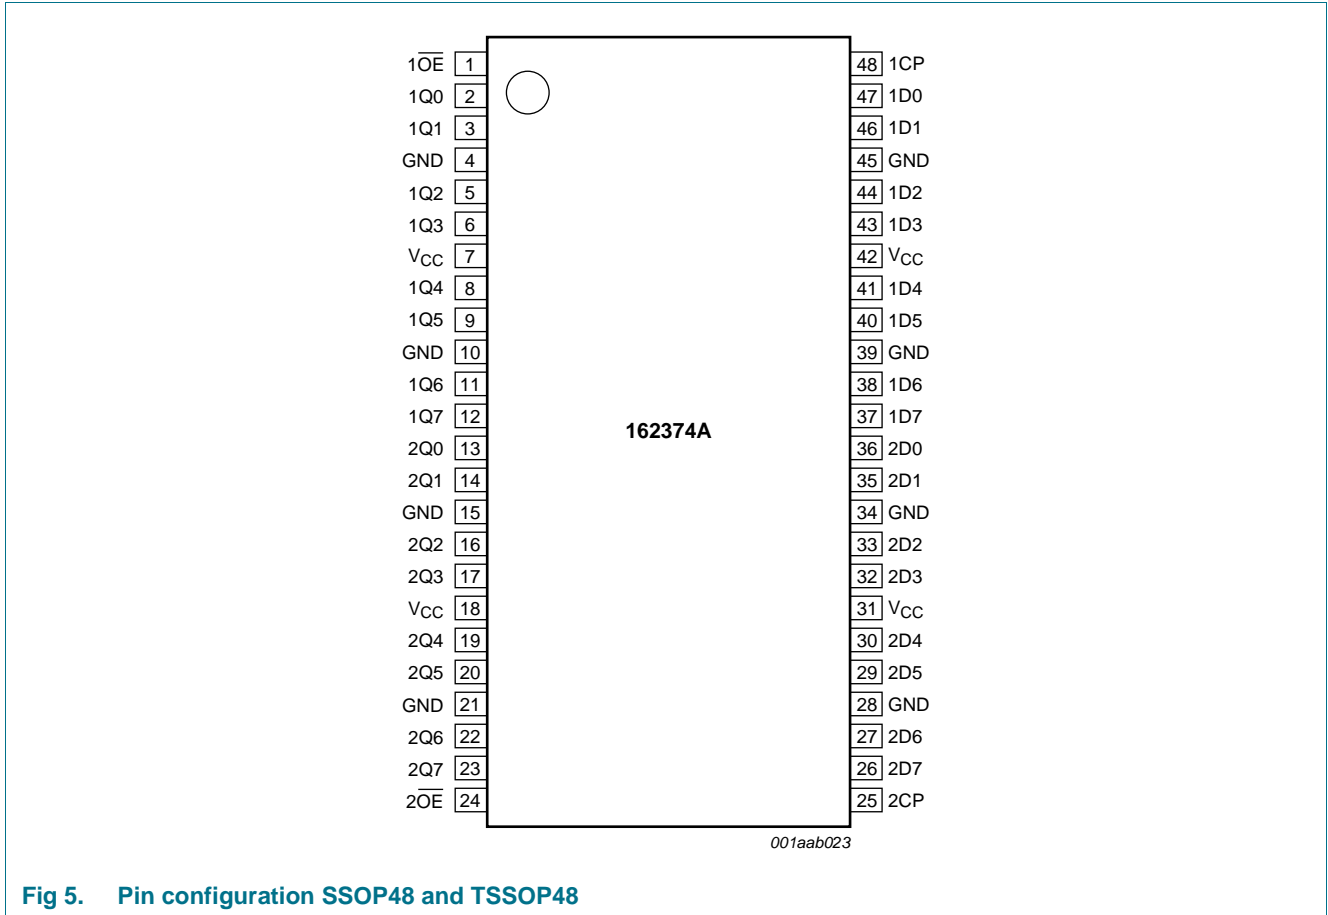 1O̅E̅ 1 48 1CP
1Q0 2 47 1D0
1Q1 3 46 1D1
GND 4 45 GND
1Q2 5 44 1D2
1Q3 6 43 1D3
VCC 7 42 VCC
1Q4 8 41 1D4
1Q5 9 40 1D5
GND 10 39 GND
1Q6 11 38 1D6
1Q7 12 37 1D7
162374A
2Q0 13 36 2D0
2Q1 14 35 2D1
GND 15 34 GND
2Q2 16 33 2D2
2Q3 17 32 2D3
VCC 18 31 VCC
2Q4 19 30 2D4
2Q5 20 29 2D5
GND 21 28 GND
2Q6 22 27 2D6
2Q7 23 26 2D7
2O̅E̅ 24 25 2CP
001aab023
Fig 5. Pin configuration SSOP48 and TSSOP48